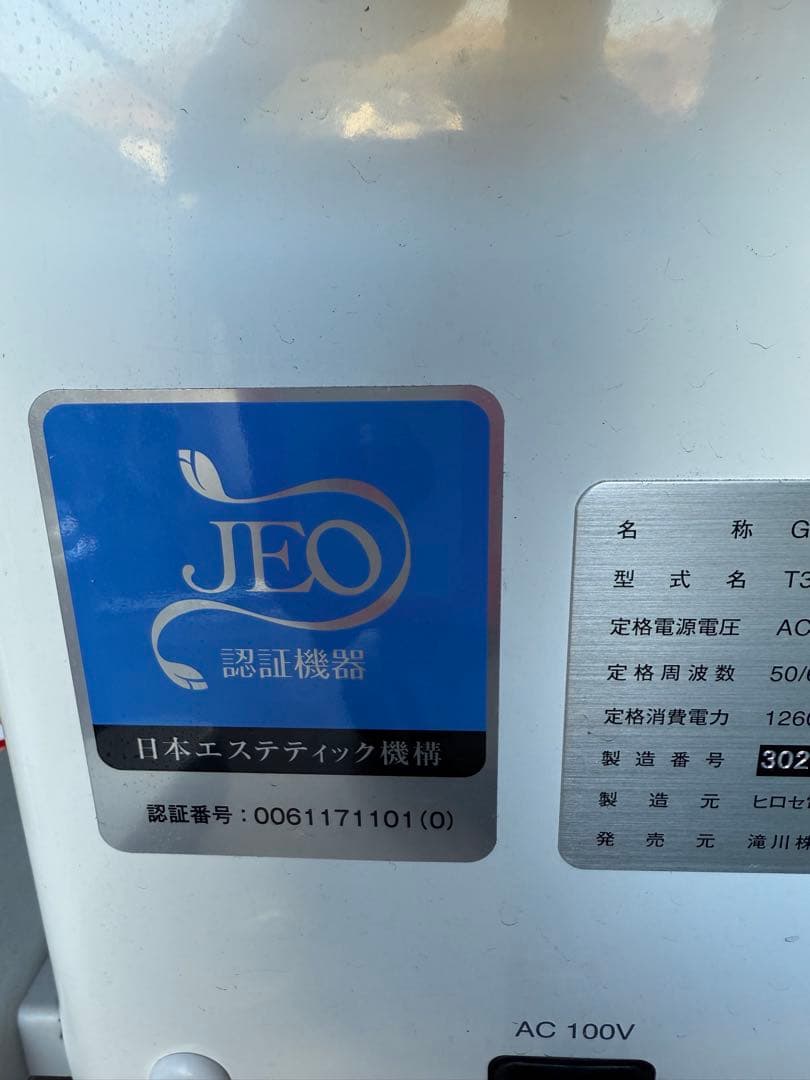 JEO
認証機器
日本エステティック機構
認証番号：0061171101(0)
名称 G
型式名 T3
定格電源電圧 AC
定格周波数 50/6
定格消費電力 1260
製造番号 302
製造元 ヒロセ
発売元 滝川株
AC 100V